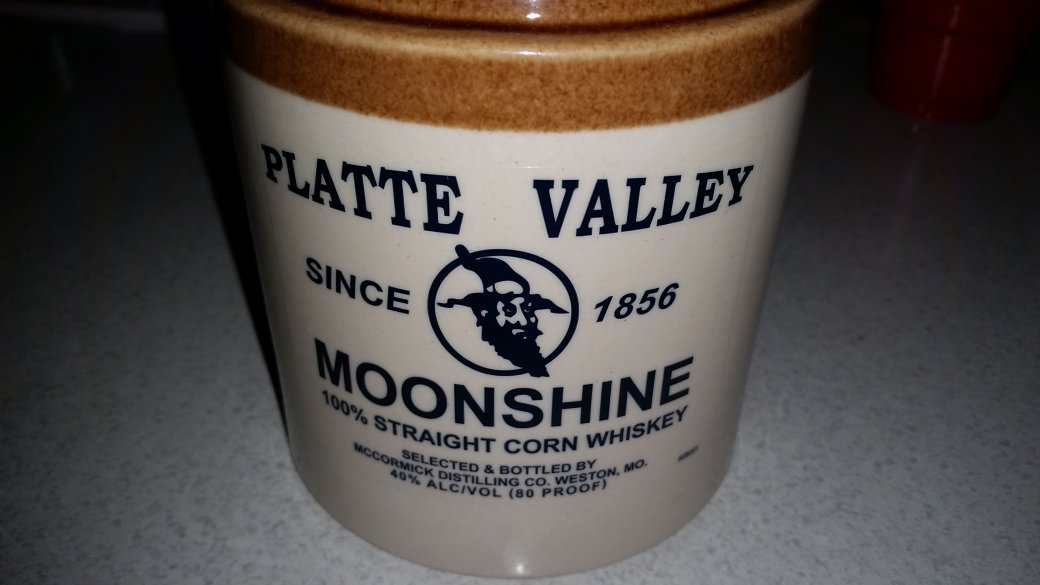 PLATTE VALLEY
SINCE 1856
MOONSHINE
100% STRAIGHT CORN WHISKEY
SELECTED & BOTTLED BY
MCCORMICK DISTILLING CO. WESTON, MO.
40% ALC/VOL (80 PROOF)